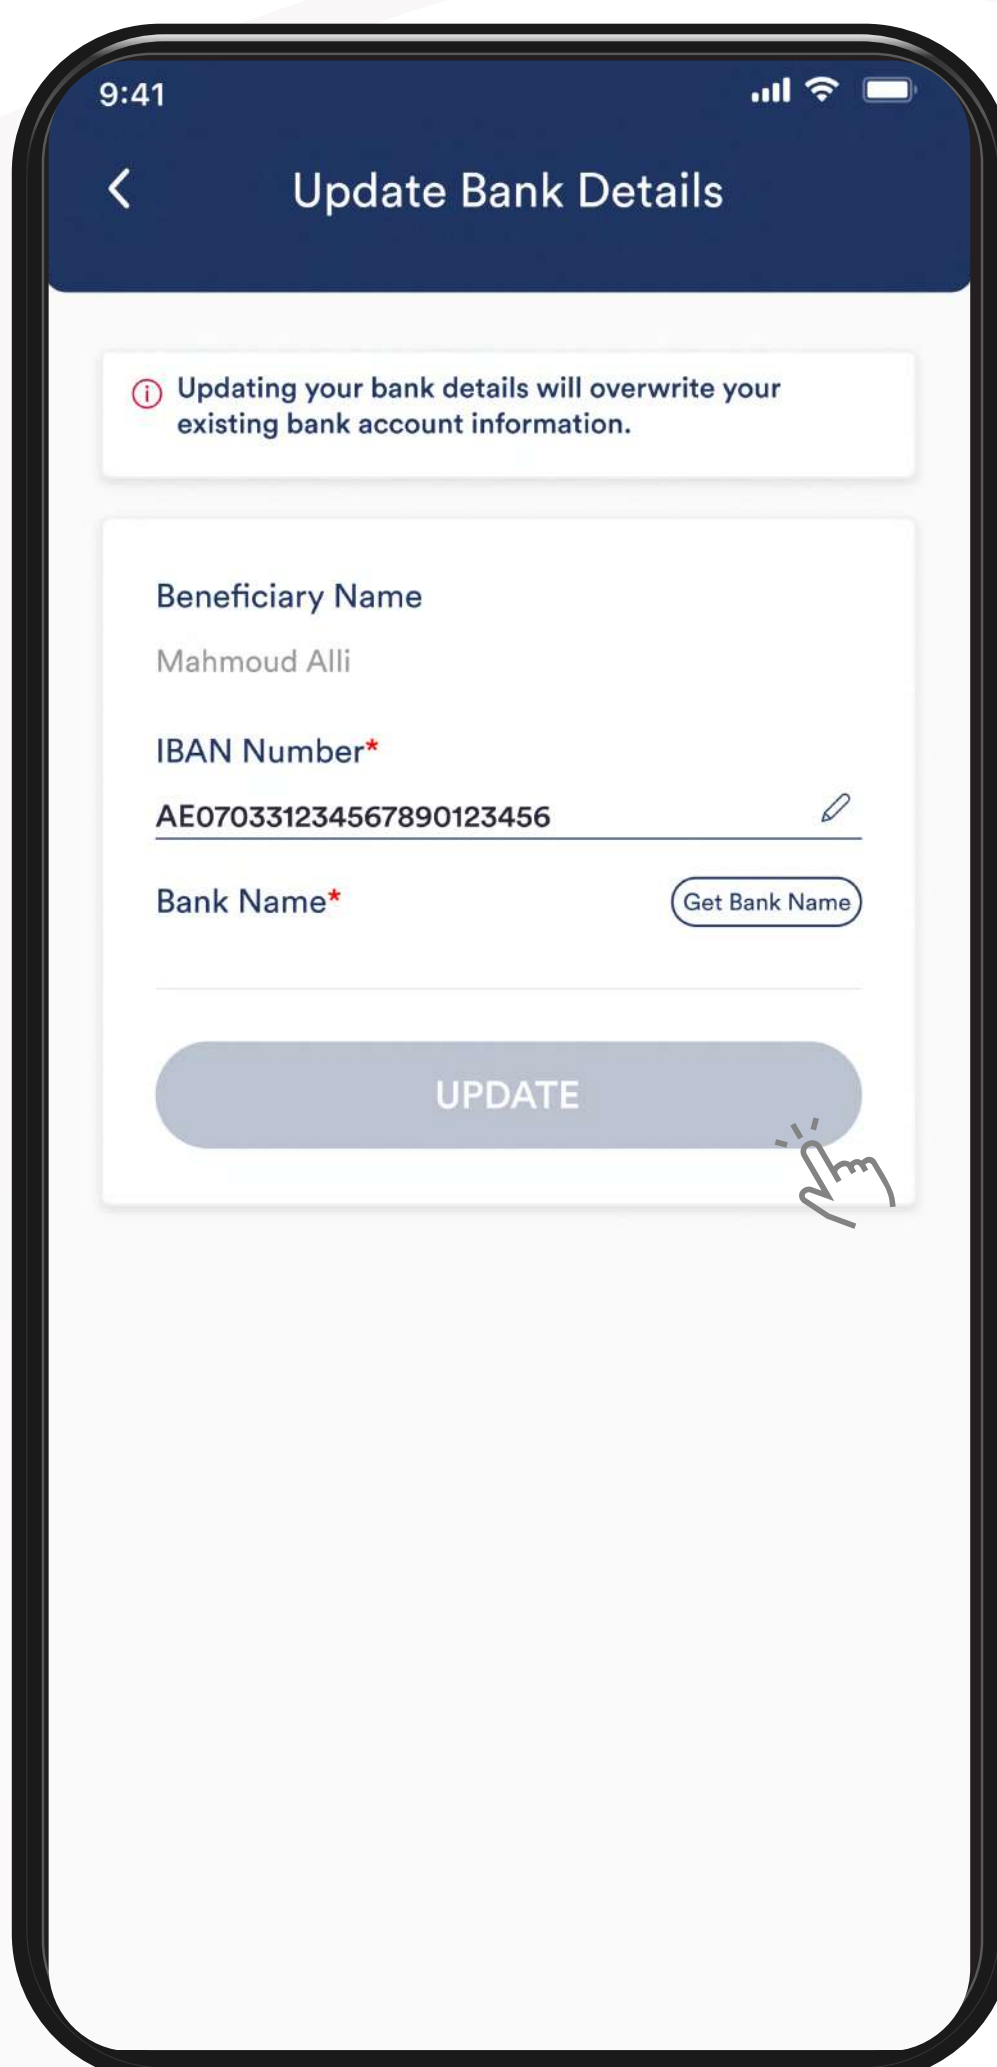 9:41
Update Bank Details
Updating your bank details will overwrite your
existing bank account information.
Beneficiary Name
Mahmoud Alli
IBAN Number*
AE070331234567890123456
Bank Name*
Get Bank Name
UPDATE